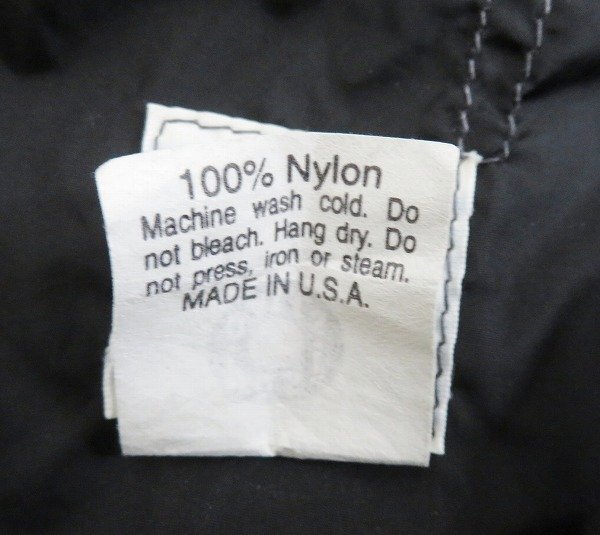 100% Nylon
Machine wash cold. Do
not bleach. Hang dry. Do
not press, iron or steam.
MADE IN U.S.A.